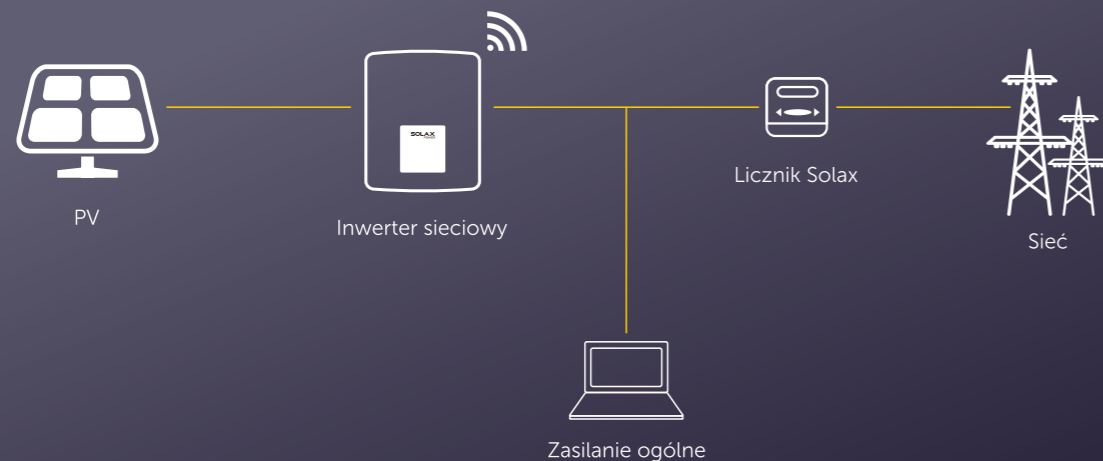 SOLAX
PV
Inwerter sieciowy
Licznik Solax
Sieć
Zasilanie ogólne